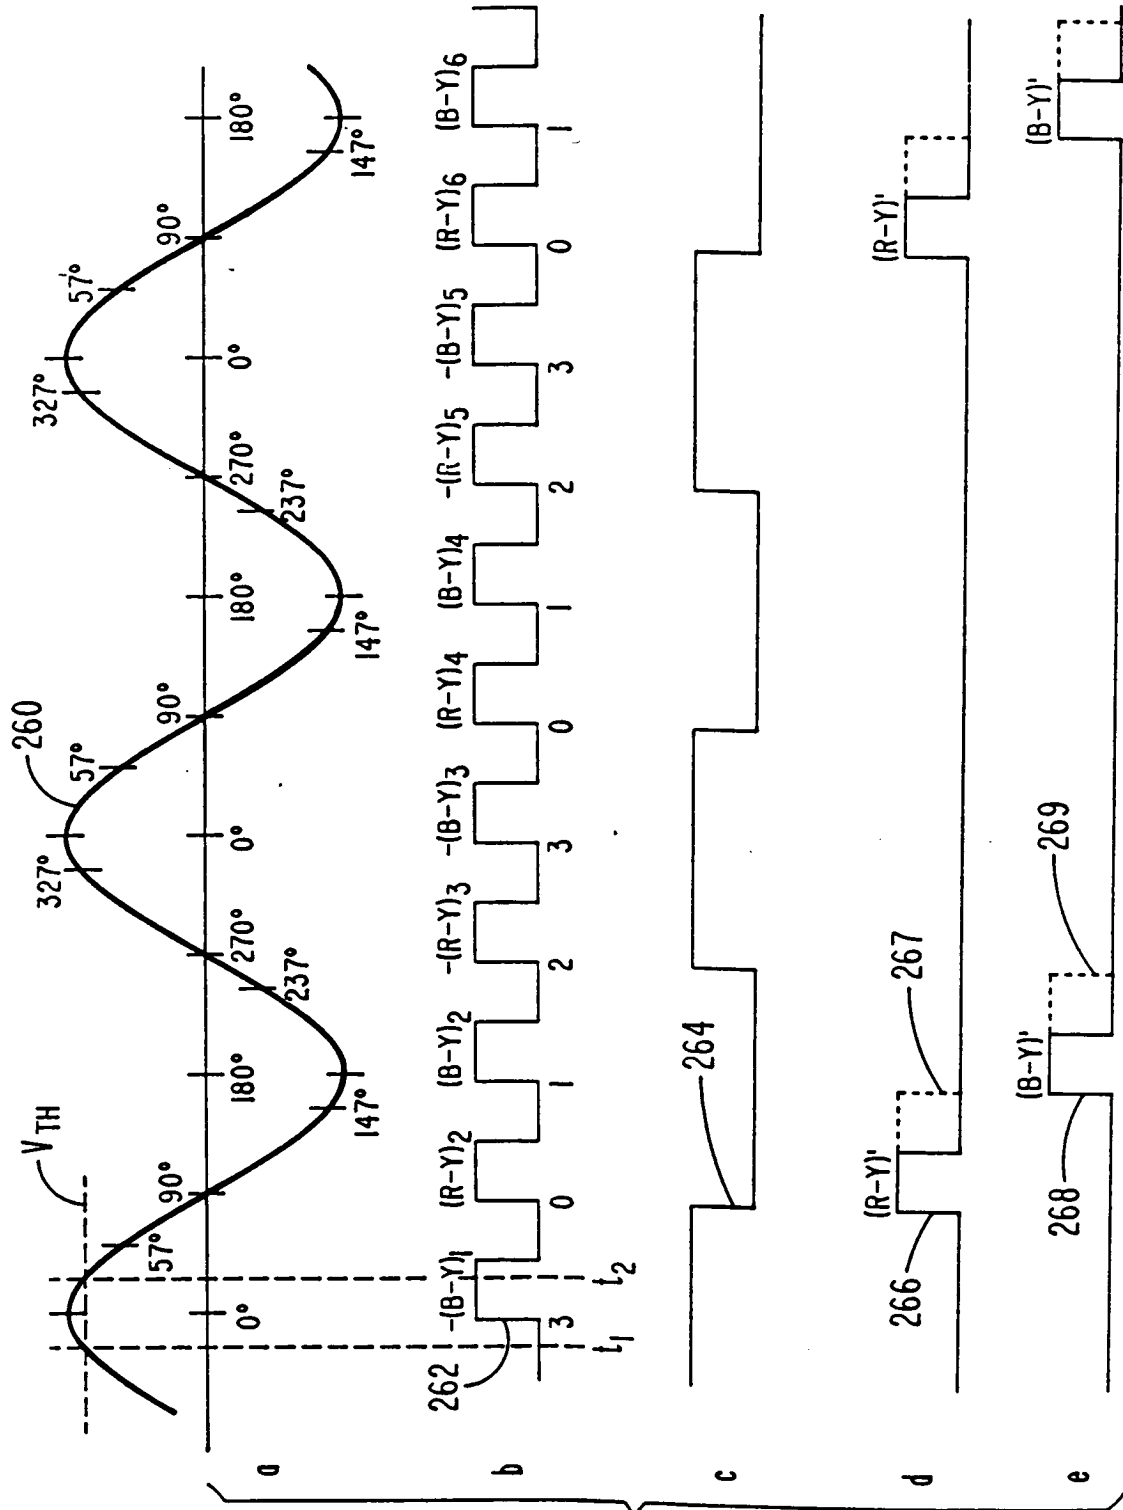 a
V TH
0°
57°
90°
147°
180°
237°
270°
327°
0°
57°
90°
260
147°
180°
237°
270°
327°
0°
57°
90°
147°
180°
b
262
-(B-Y)1
(R-Y)2
(B-Y)2
-(R-Y)3
-(B-Y)3
(R-Y)4
(B-Y)4
-(R-Y)5
-(B-Y)5
(R-Y)6
(B-Y)6
3
0
1
2
3
0
1
2
3
0
1
t1
t2
c
264
d
266
(R-Y)'
267
(R-Y)'
e
268
(B-Y)'
269
(B-Y)'